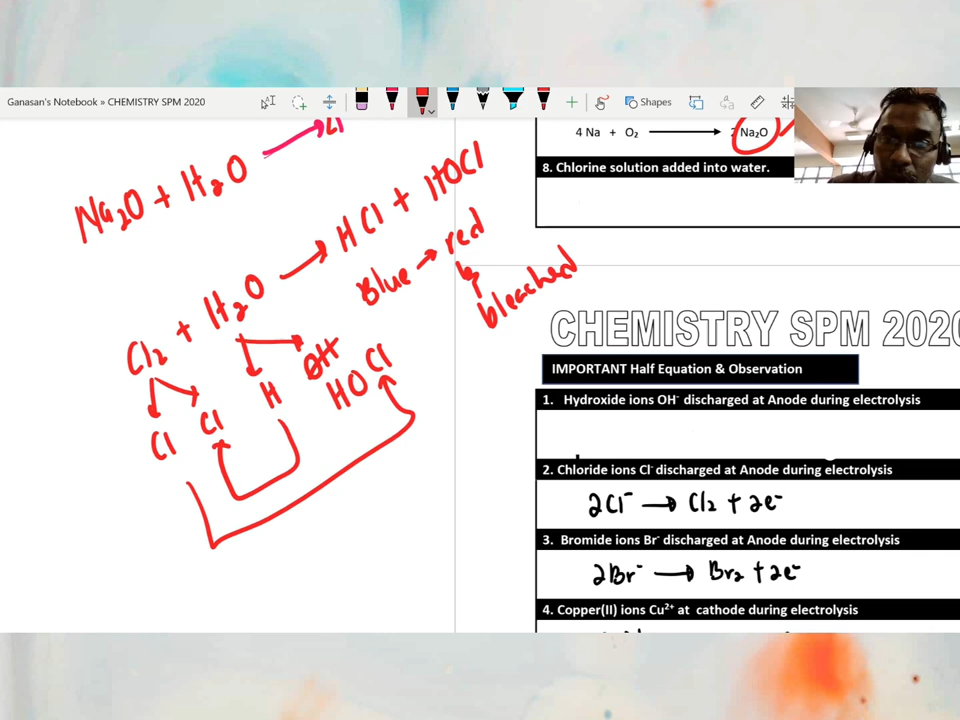 Ganasan's Notebook » CHEMISTRY SPM 2020
Shapes
Na₂O + H₂O → Cl
Cl₂ + H₂O → HCl + HOCl
Blue → red
bleached
H
OH
HO Cl
Cl
Cl
4 Na + O₂ → 2 Na₂O
8. Chlorine solution added into water.
CHEMISTRY SPM 2020
IMPORTANT Half Equation & Observation
1. Hydroxide ions OH⁻ discharged at Anode during electrolysis
2. Chloride ions Cl⁻ discharged at Anode during electrolysis
2Cl⁻ → Cl₂ + 2e⁻
3. Bromide ions Br⁻ discharged at Anode during electrolysis
2Br⁻ → Br₂ + 2e⁻
4. Copper(II) ions Cu²⁺ at cathode during electrolysis